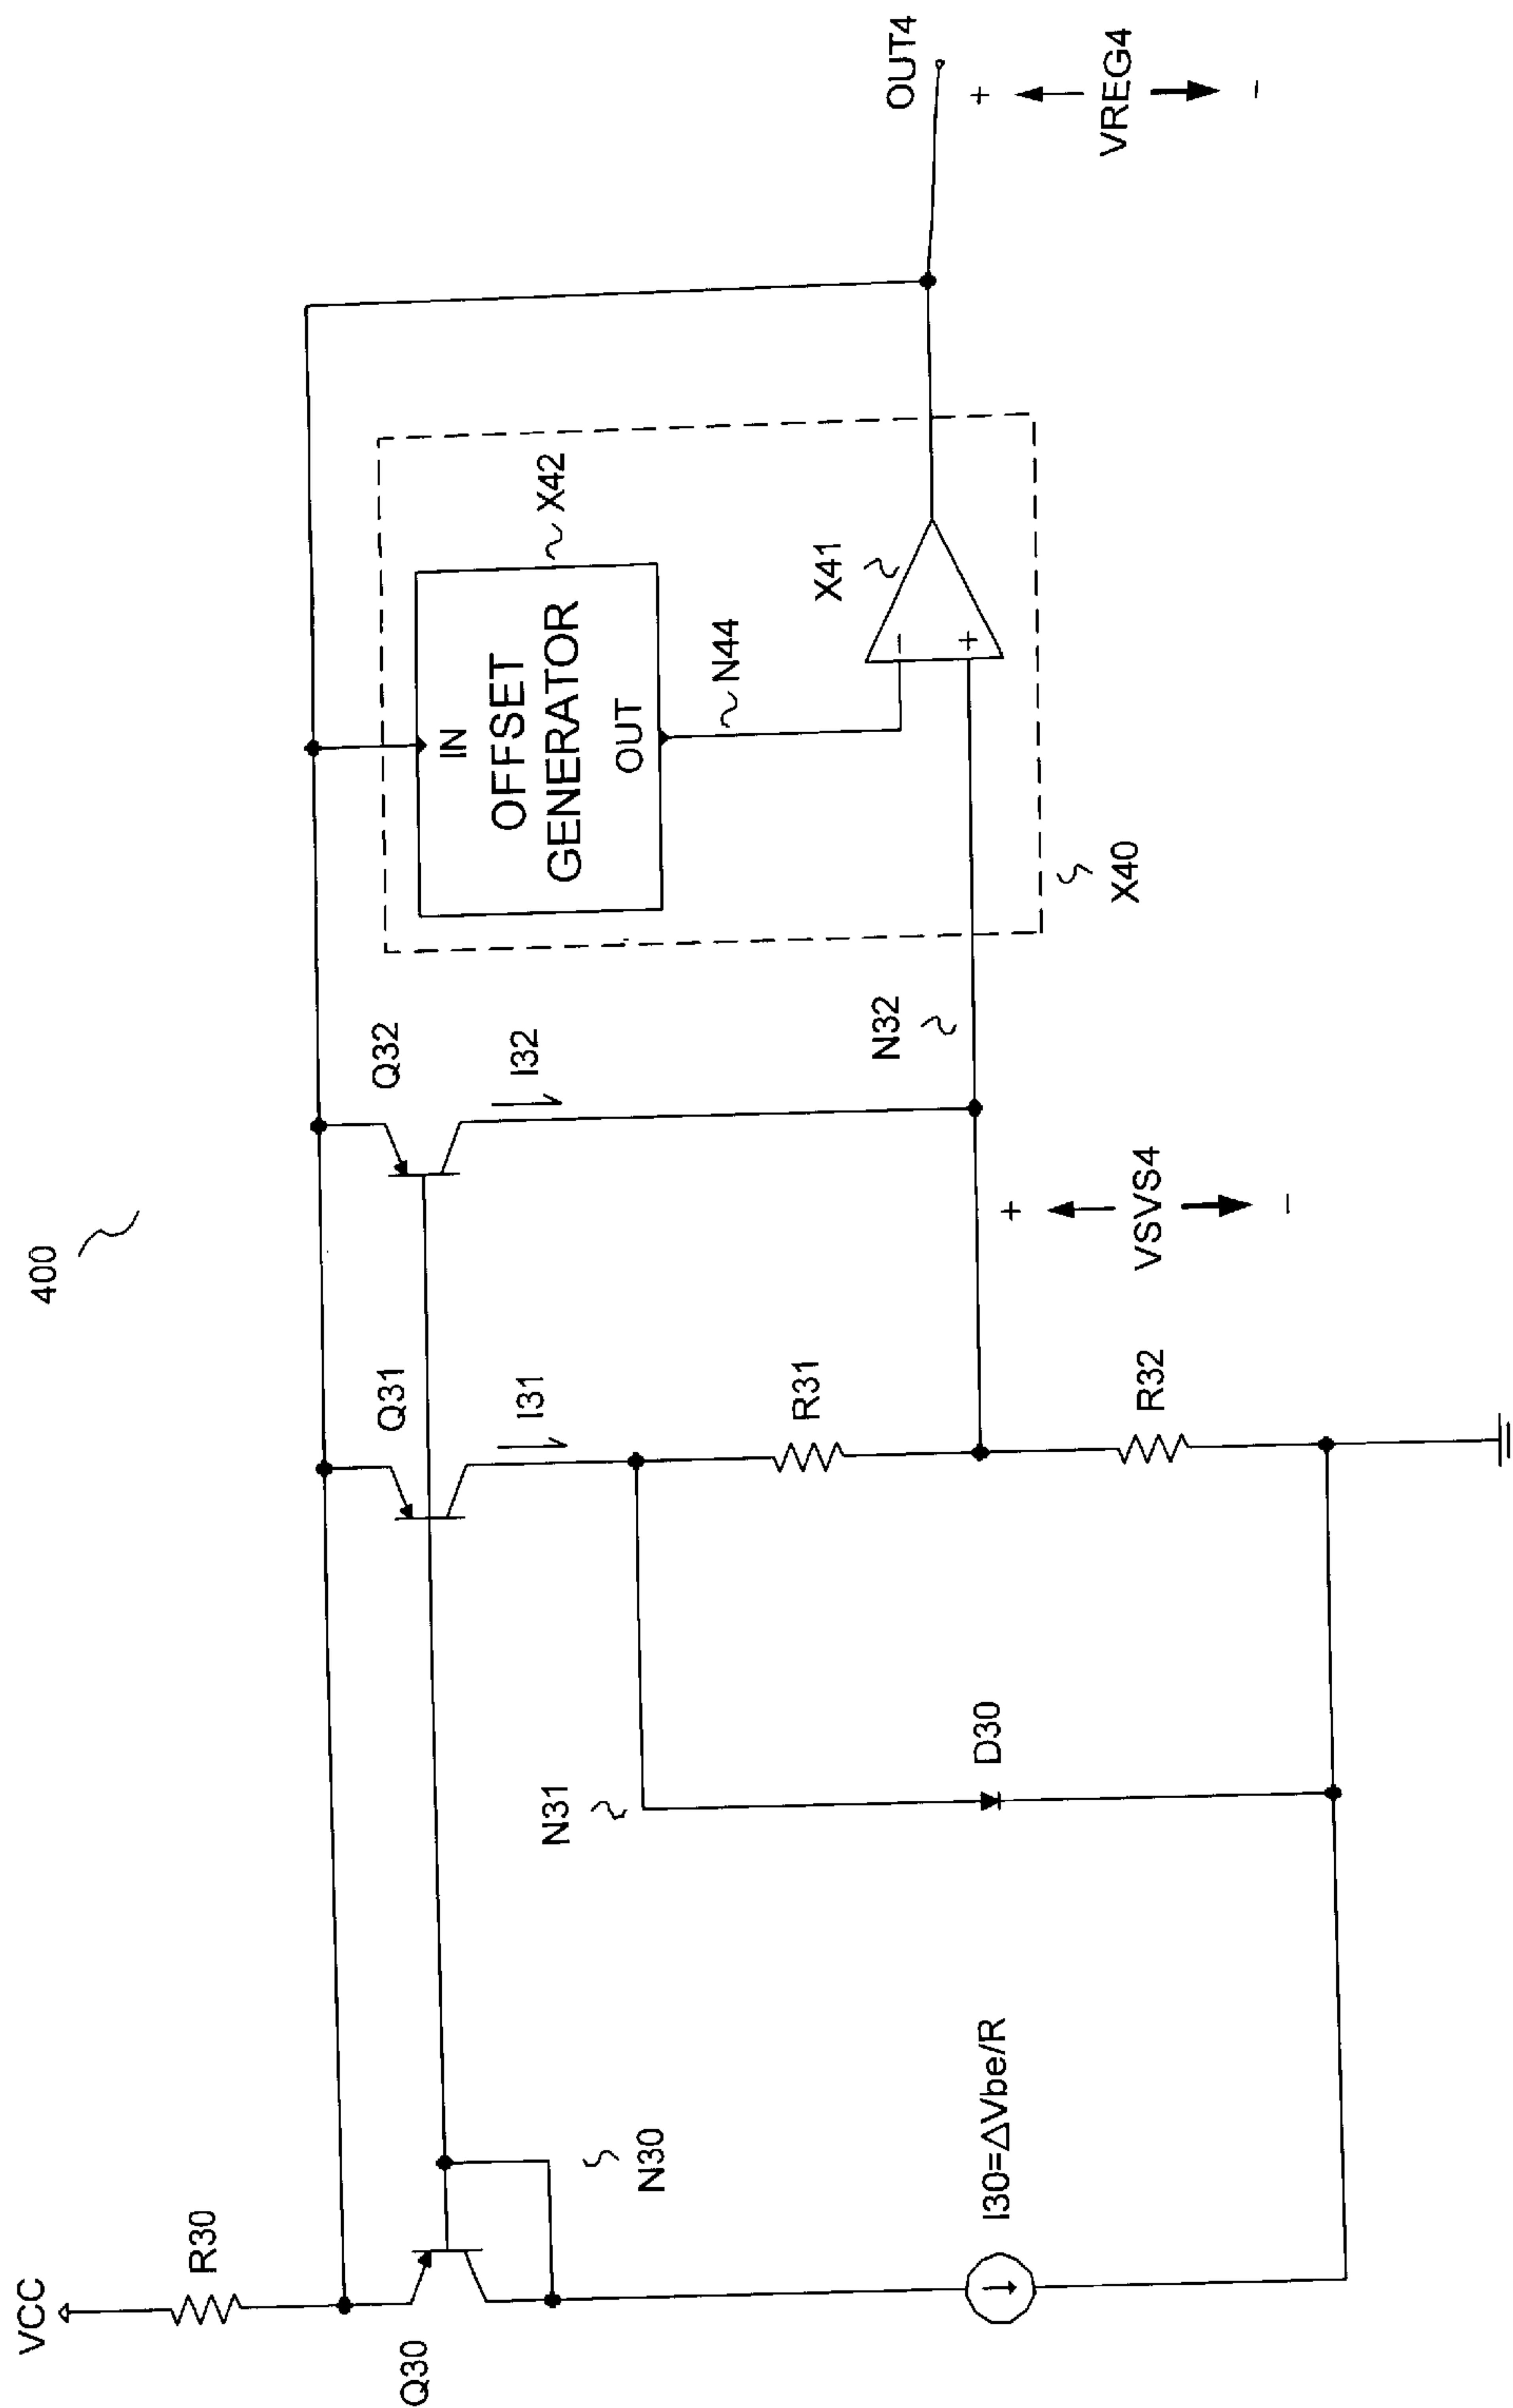 400
VCC
R30
Q30
N30
I30=ΔVbe/R
N31
D30
Q31
I31
R31
R32
Q32
I32
VSVS4
+
−
N32
X40
OFFSET
GENERATOR
IN
OUT
X42
N44
X41
−
+
OUT4
+
VREG4
−